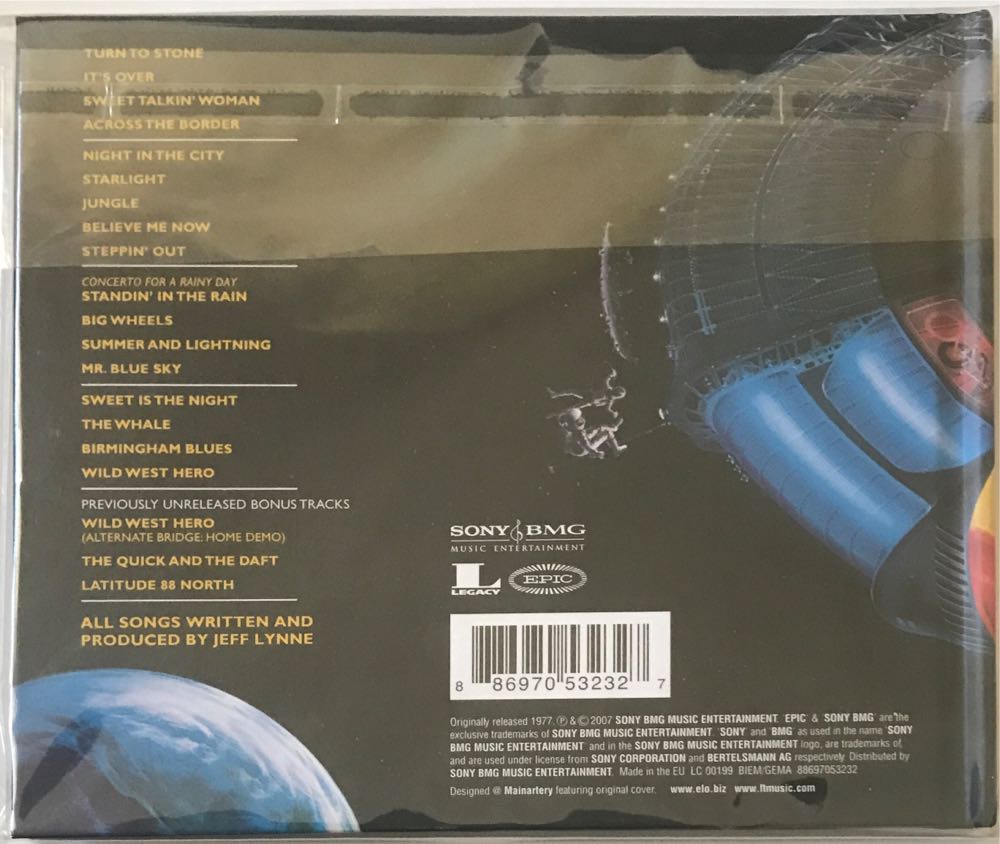 TURN TO STONE
IT'S OVER
SWEET TALKIN' WOMAN
ACROSS THE BORDER
NIGHT IN THE CITY
STARLIGHT
JUNGLE
BELIEVE ME NOW
STEPPIN' OUT
CONCERTO FOR A RAINY DAY
STANDIN' IN THE RAIN
BIG WHEELS
SUMMER AND LIGHTNING
MR. BLUE SKY
SWEET IS THE NIGHT
THE WHALE
BIRMINGHAM BLUES
WILD WEST HERO
PREVIOUSLY UNRELEASED BONUS TRACKS
WILD WEST HERO
(ALTERNATE BRIDGE: HOME DEMO)
THE QUICK AND THE DAFT
LATITUDE 88 NORTH
ALL SONGS WRITTEN AND
PRODUCED BY JEFF LYNNE
SONY BMG
MUSIC ENTERTAINMENT
L
LEGACY
EPIC
8 86970 53232 7
Originally released 1977. ℗ & © 2007 SONY BMG MUSIC ENTERTAINMENT. EPIC & SONY BMG are the
exclusive trademarks of SONY BMG MUSIC ENTERTAINMENT. 'SONY' and 'BMG' as used in the name 'SONY
BMG MUSIC ENTERTAINMENT' and in the SONY BMG MUSIC ENTERTAINMENT logo, are trademarks of,
and are used under license from SONY CORPORATION and BERTELSMANN AG respectively. Distributed by
SONY BMG MUSIC ENTERTAINMENT. Made in the EU LC 00199 BIEM/GEMA 88697053232
Designed @ Mainartery featuring original cover. www.elo.biz www.ftmusic.com